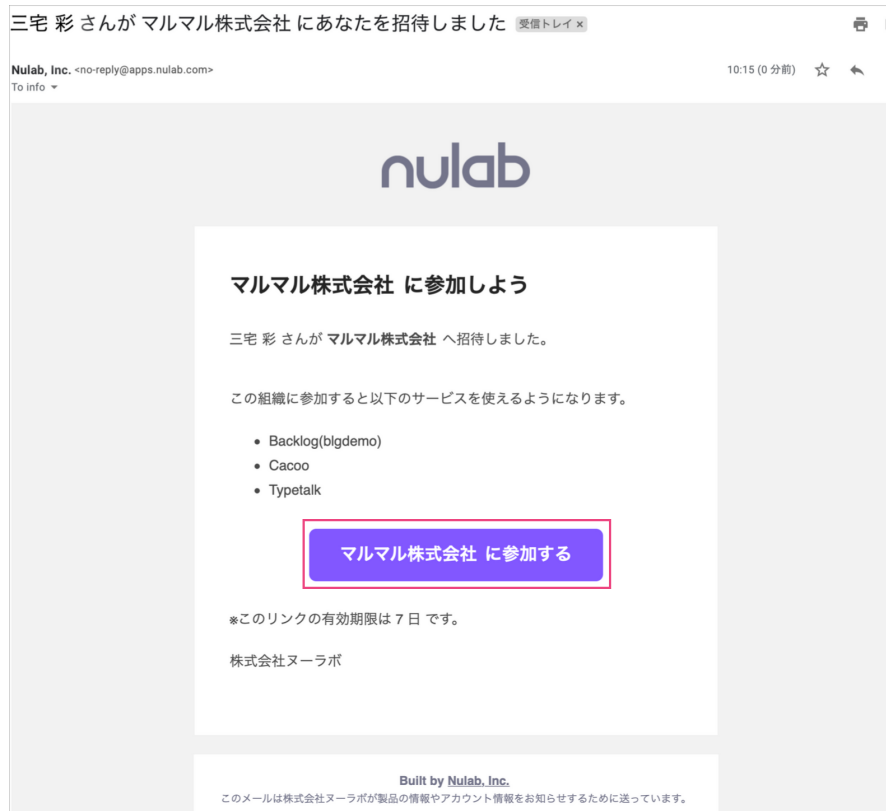 三宅 彩 さんが マルマル株式会社 にあなたを招待しました 受信トレイ ×
Nulab, Inc. <no-reply@apps.nulab.com> 10:15 (0 分前)
To info
nulab
マルマル株式会社 に参加しよう
三宅 彩 さんが マルマル株式会社 へ招待しました。
この組織に参加すると以下のサービスを使えるようになります。
• Backlog(blgdemo)
• Cacoo
• Typetalk
マルマル株式会社 に参加する
※このリンクの有効期限は 7 日 です。
株式会社ヌーラボ
Built by Nulab, Inc.
このメールは株式会社ヌーラボが製品の情報やアカウント情報をお知らせするために送っています。